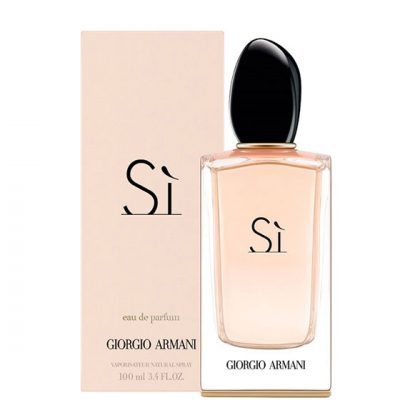 Sì
eau de parfum
GIORGIO ARMANI
VAPORISATEUR NATURAL SPRAY
100 ml 3.4 FL.OZ.
Sì
GIORGIO ARMANI